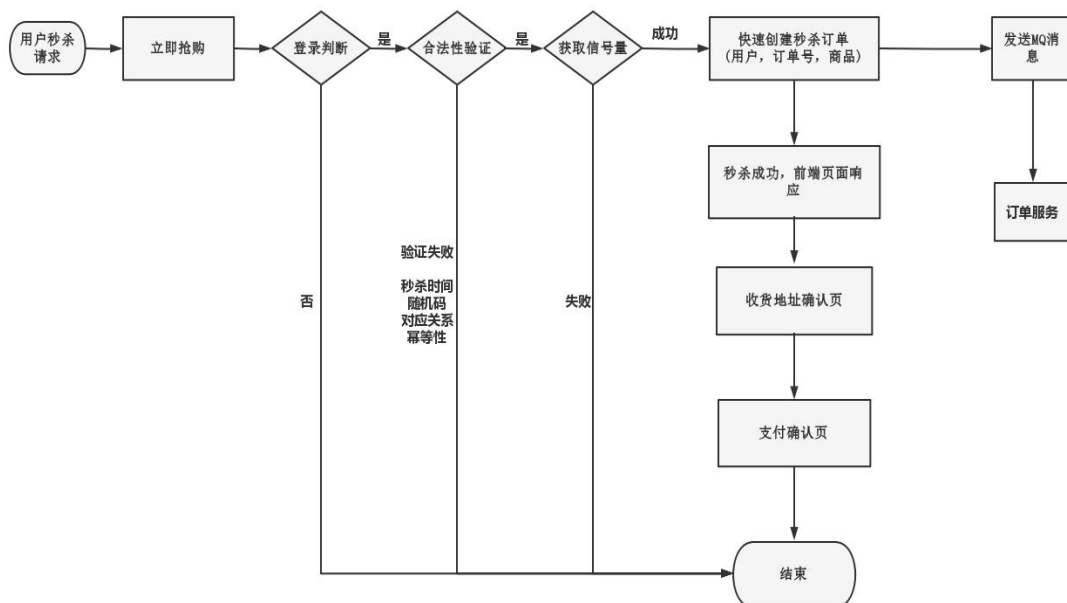 用户秒杀
请求
立即抢购
登录判断
是
合法性验证
是
获取信号量
成功
快速创建秒杀订单
(用户，订单号，商品)
发送MQ消
息
秒杀成功，前端页面响
应
订单服务
验证失败
秒杀时间
随机码
对应关系
幂等性
否
失败
收货地址确认页
支付确认页
结束